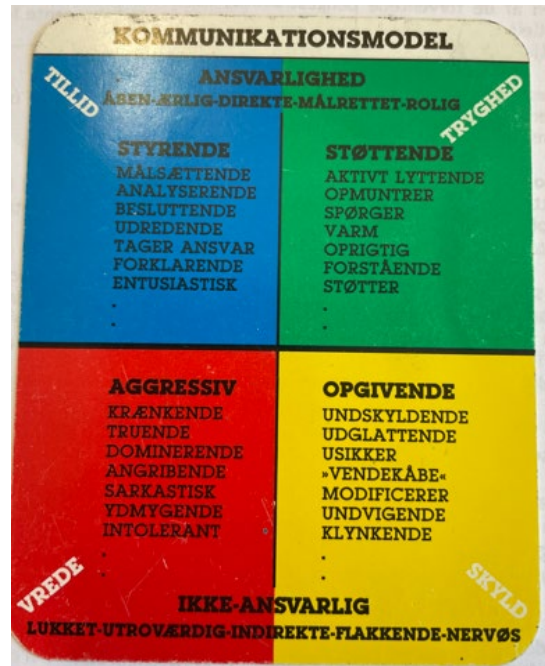 KOMMUNIKATIONSMODEL
TILLID
ANSVARLIGHED
ÅBEN-ÆRLIG-DIREKTE-MÅLRETTET-ROLIG
TRYGHED
STYRENDE
MÅLSÆTTENDE
ANALYSERENDE
BESLUTTENDE
UDREDENDE
TAGER ANSVAR
FORKLARENDE
ENTUSIASTISK
STØTTENDE
AKTIVT LYTTENDE
OPMUNTRER
SPØRGER
VARM
OPRIGTIG
FORSTÅENDE
STØTTER
AGGRESSIV
KRÆNKENDE
TRUENDE
DOMINERENDE
ANGRIBENDE
SARKASTISK
YDMYGENDE
INTOLERANT
OPGIVENDE
UNDSKYLDENDE
UDGLATTENDE
USIKKER
»VENDEKÅBE«
MODIFICERER
UNDVIGENDE
KLYNKENDE
VREDE
SKYLD
IKKE-ANSVARLIG
LUKKET-UTROVÆRDIG-INDIREKTE-FLAKKENDE-NERVØS